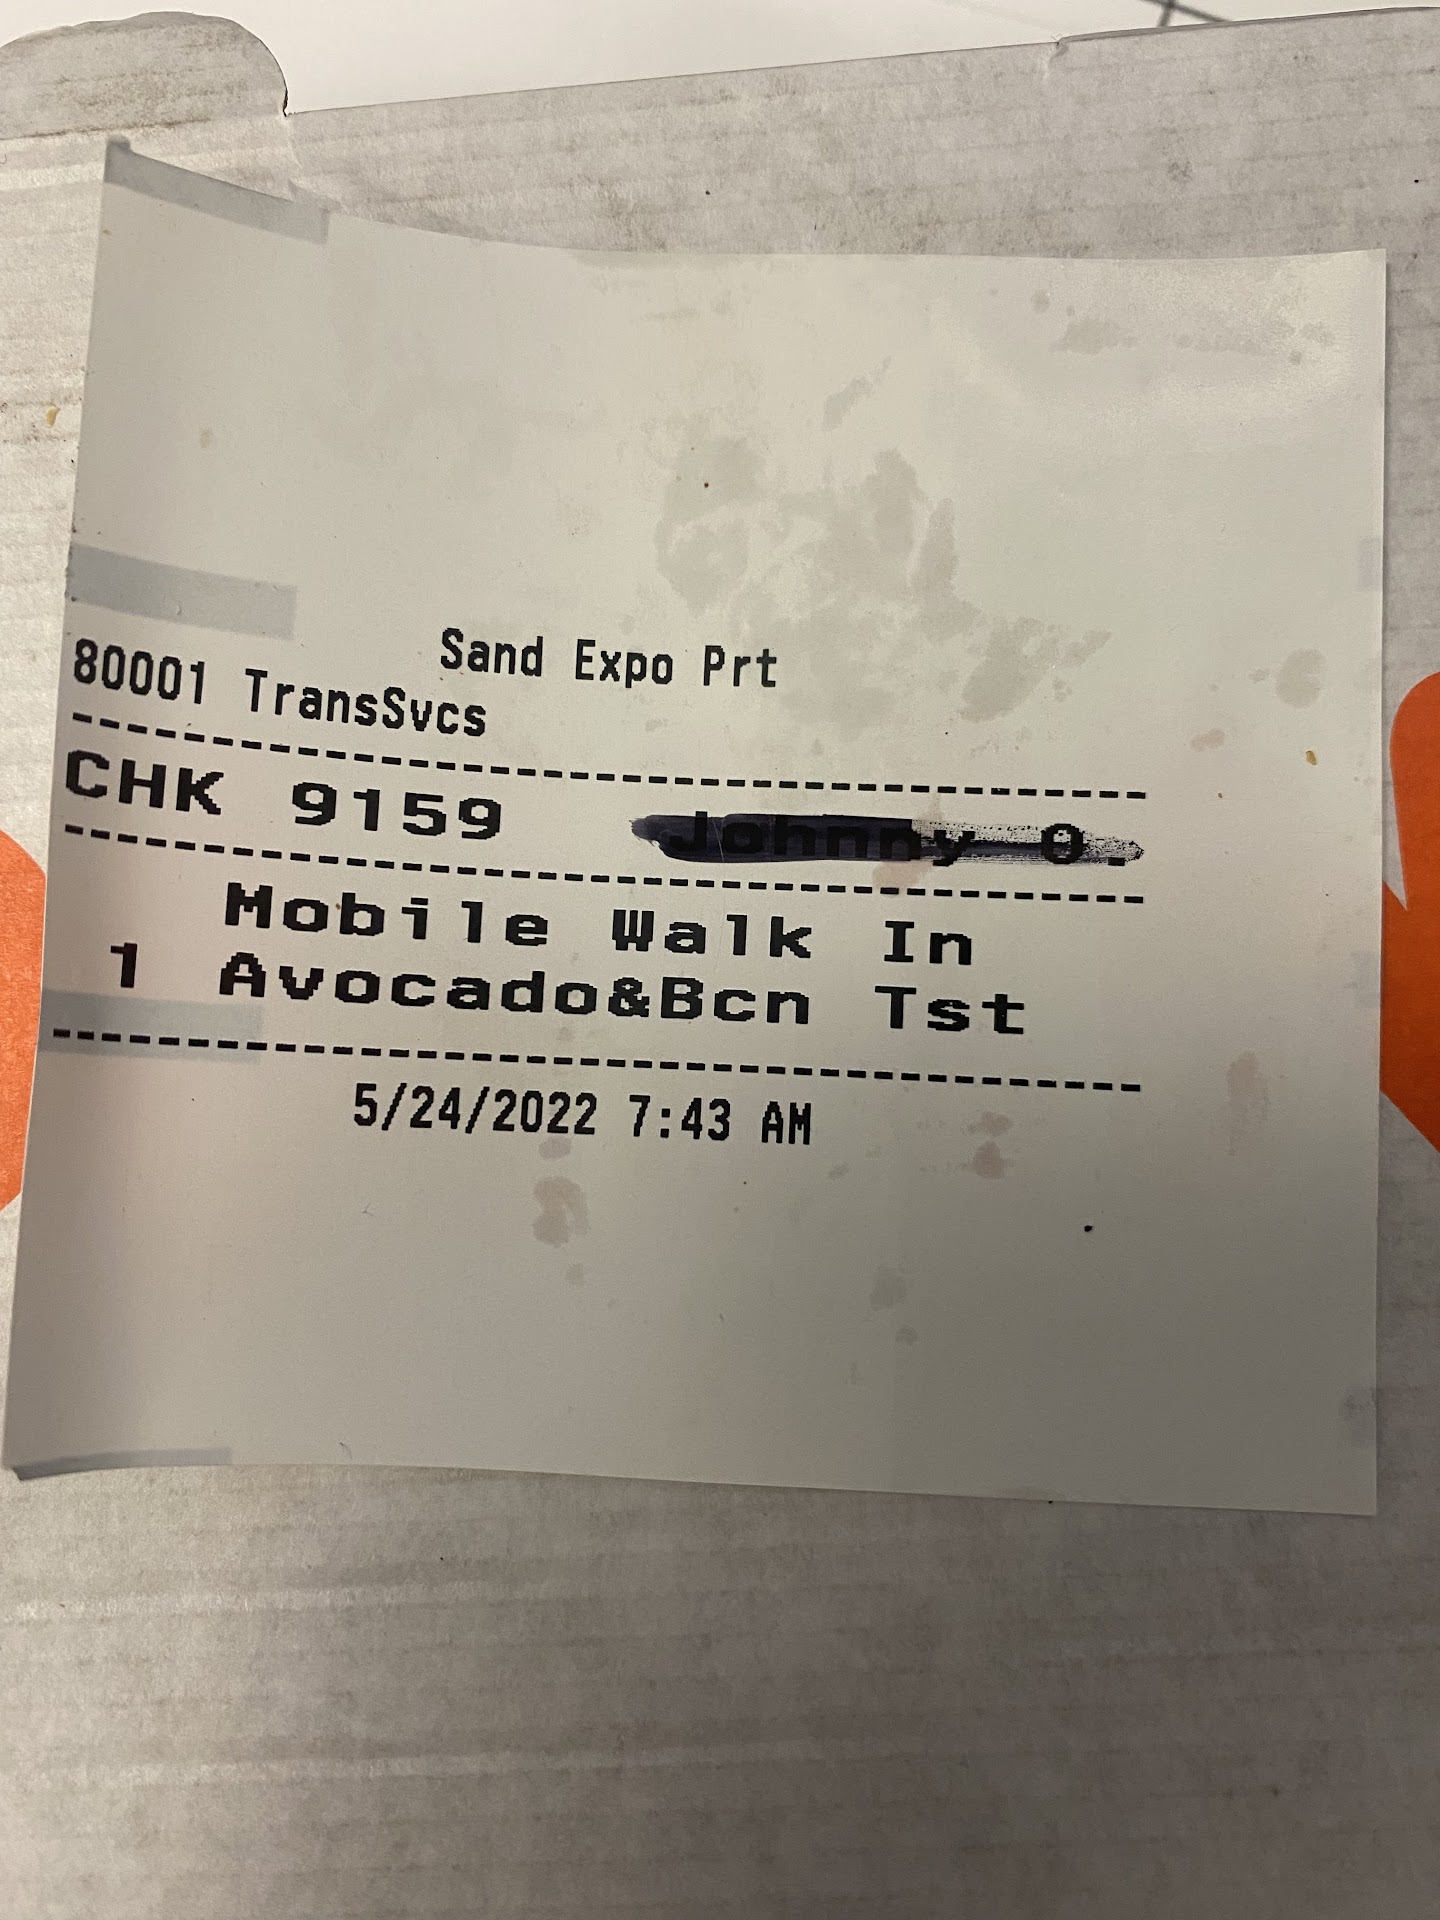 Sand Expo Prt
80001 TransSvcs
CHK 9159 Johnny O.
Mobile Walk In
1 Avocado&Bcn Tst
5/24/2022 7:43 AM